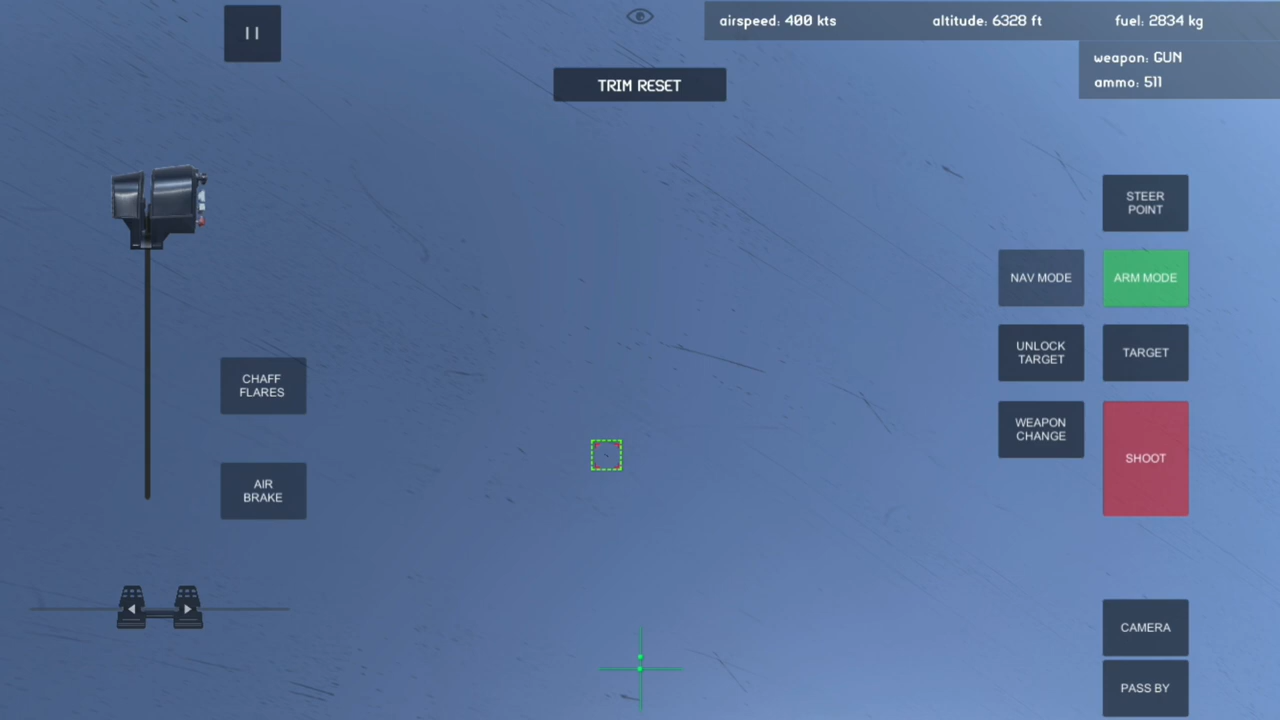 airspeed: 400 kts altitude: 6328 ft fuel: 2834 kg
weapon: GUN
ammo: 511
TRIM RESET
STEER
POINT
NAV MODE ARM MODE
UNLOCK
TARGET
TARGET
CHAFF
FLARES
WEAPON
CHANGE
SHOOT
AIR
BRAKE
CAMERA
PASS BY